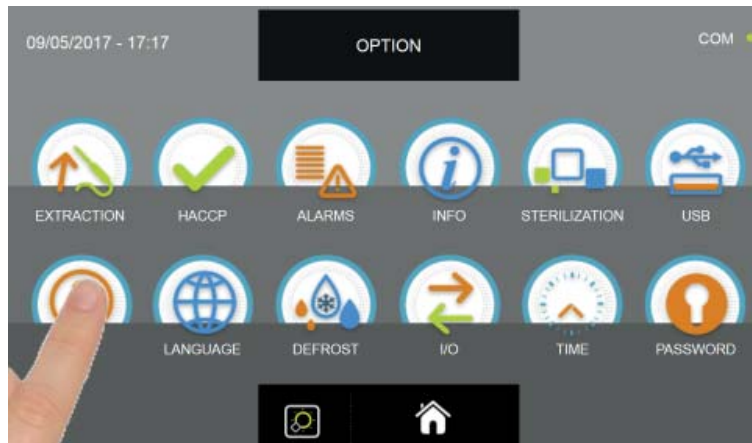 09/05/2017 - 17:17
OPTION
COM
EXTRACTION
HACCP
ALARMS
INFO
STERILIZATION
USB
LANGUAGE
DEFROST
I/O
TIME
PASSWORD